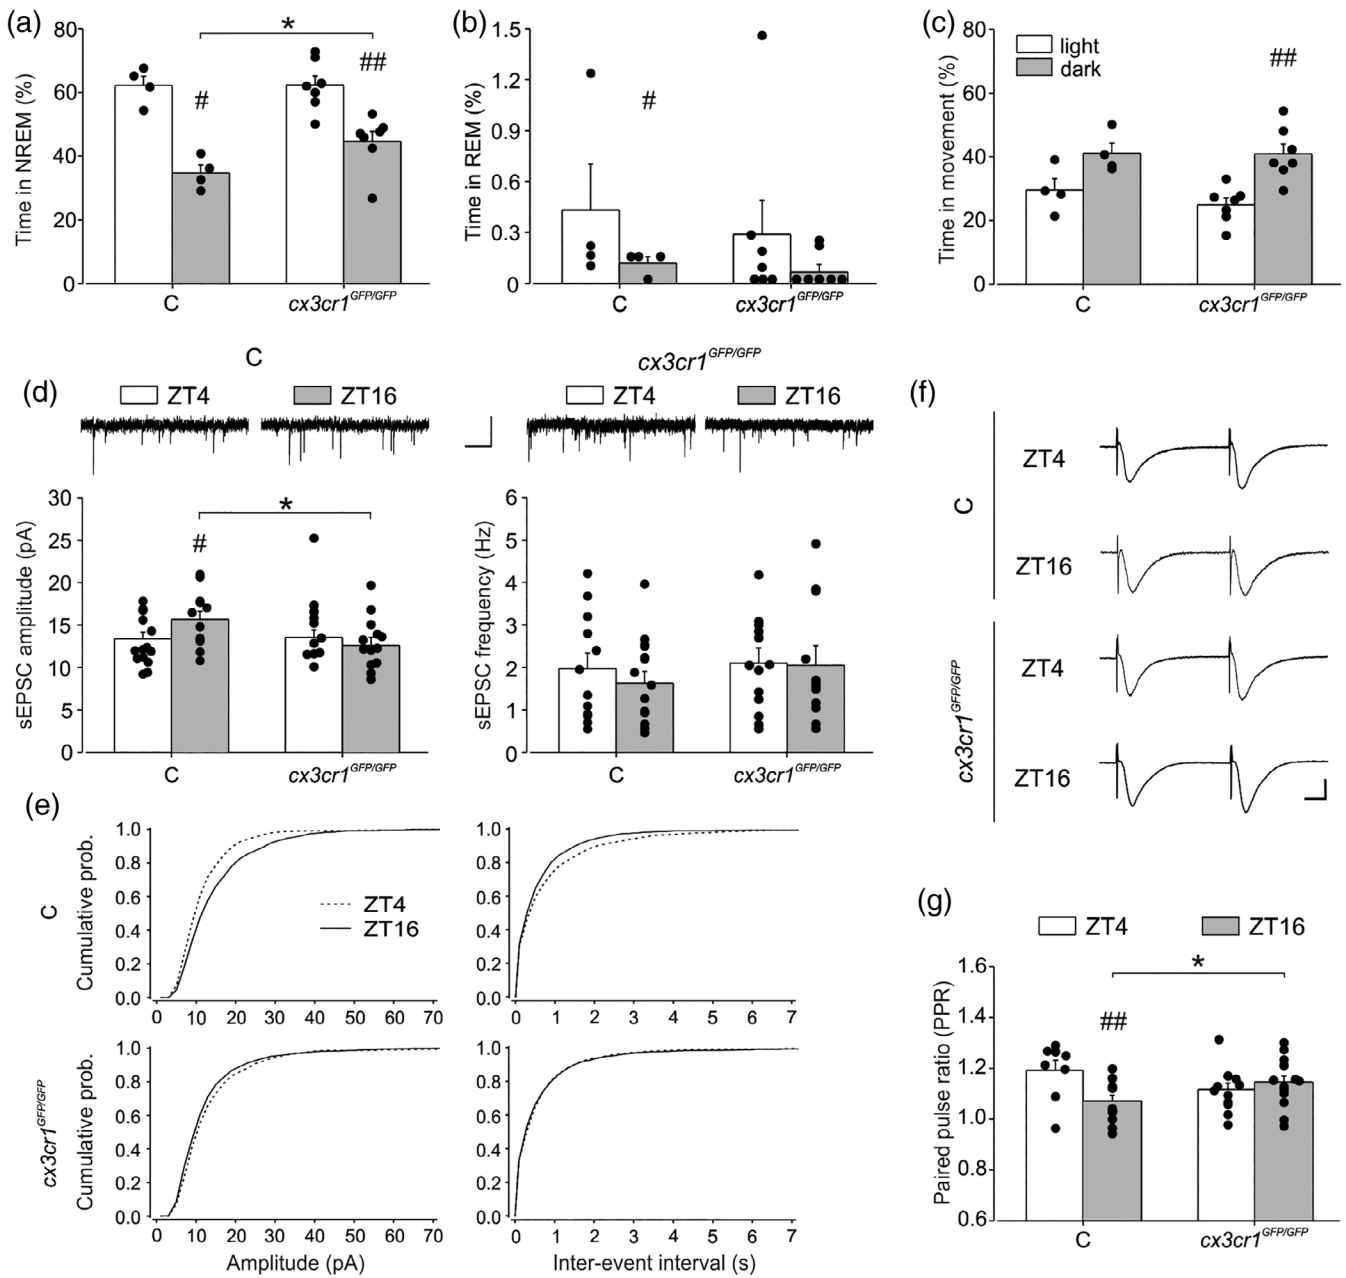 (a)
80
60
40
20
0
Time in NREM (%)
*
#
##
C
cx3cr1GFP/GFP
(b)
1.5
1.2
0.9
0.6
0.3
0
Time in REM (%)
#
C
cx3cr1GFP/GFP
(c)
80
60
40
20
0
Time in movement (%)
light
dark
##
C
cx3cr1GFP/GFP
(d)
C
ZT4
ZT16
cx3cr1GFP/GFP
ZT4
ZT16
30
25
20
15
10
5
0
sEPSC amplitude (pA)
*
#
C
cx3cr1GFP/GFP
6
5
4
3
2
1
0
sEPSC frequency (Hz)
C
cx3cr1GFP/GFP
(e)
C
Cumulative prob.
1.0
0.8
0.6
0.4
0.2
0.0
ZT4
ZT16
0 10 20 30 40 50 60 70
1.0
0.8
0.6
0.4
0.2
0.0
0 1 2 3 4 5 6 7
cx3cr1GFP/GFP
Cumulative prob.
1.0
0.8
0.6
0.4
0.2
0.0
0 10 20 30 40 50 60 70
Amplitude (pA)
1.0
0.8
0.6
0.4
0.2
0.0
0 1 2 3 4 5 6 7
Inter-event interval (s)
(f)
C
ZT4
ZT16
cx3cr1GFP/GFP
ZT4
ZT16
(g)
ZT4
ZT16
1.6
1.4
1.2
1.0
0.8
0.6
Paired pulse ratio (PPR)
*
##
C
cx3cr1GFP/GFP